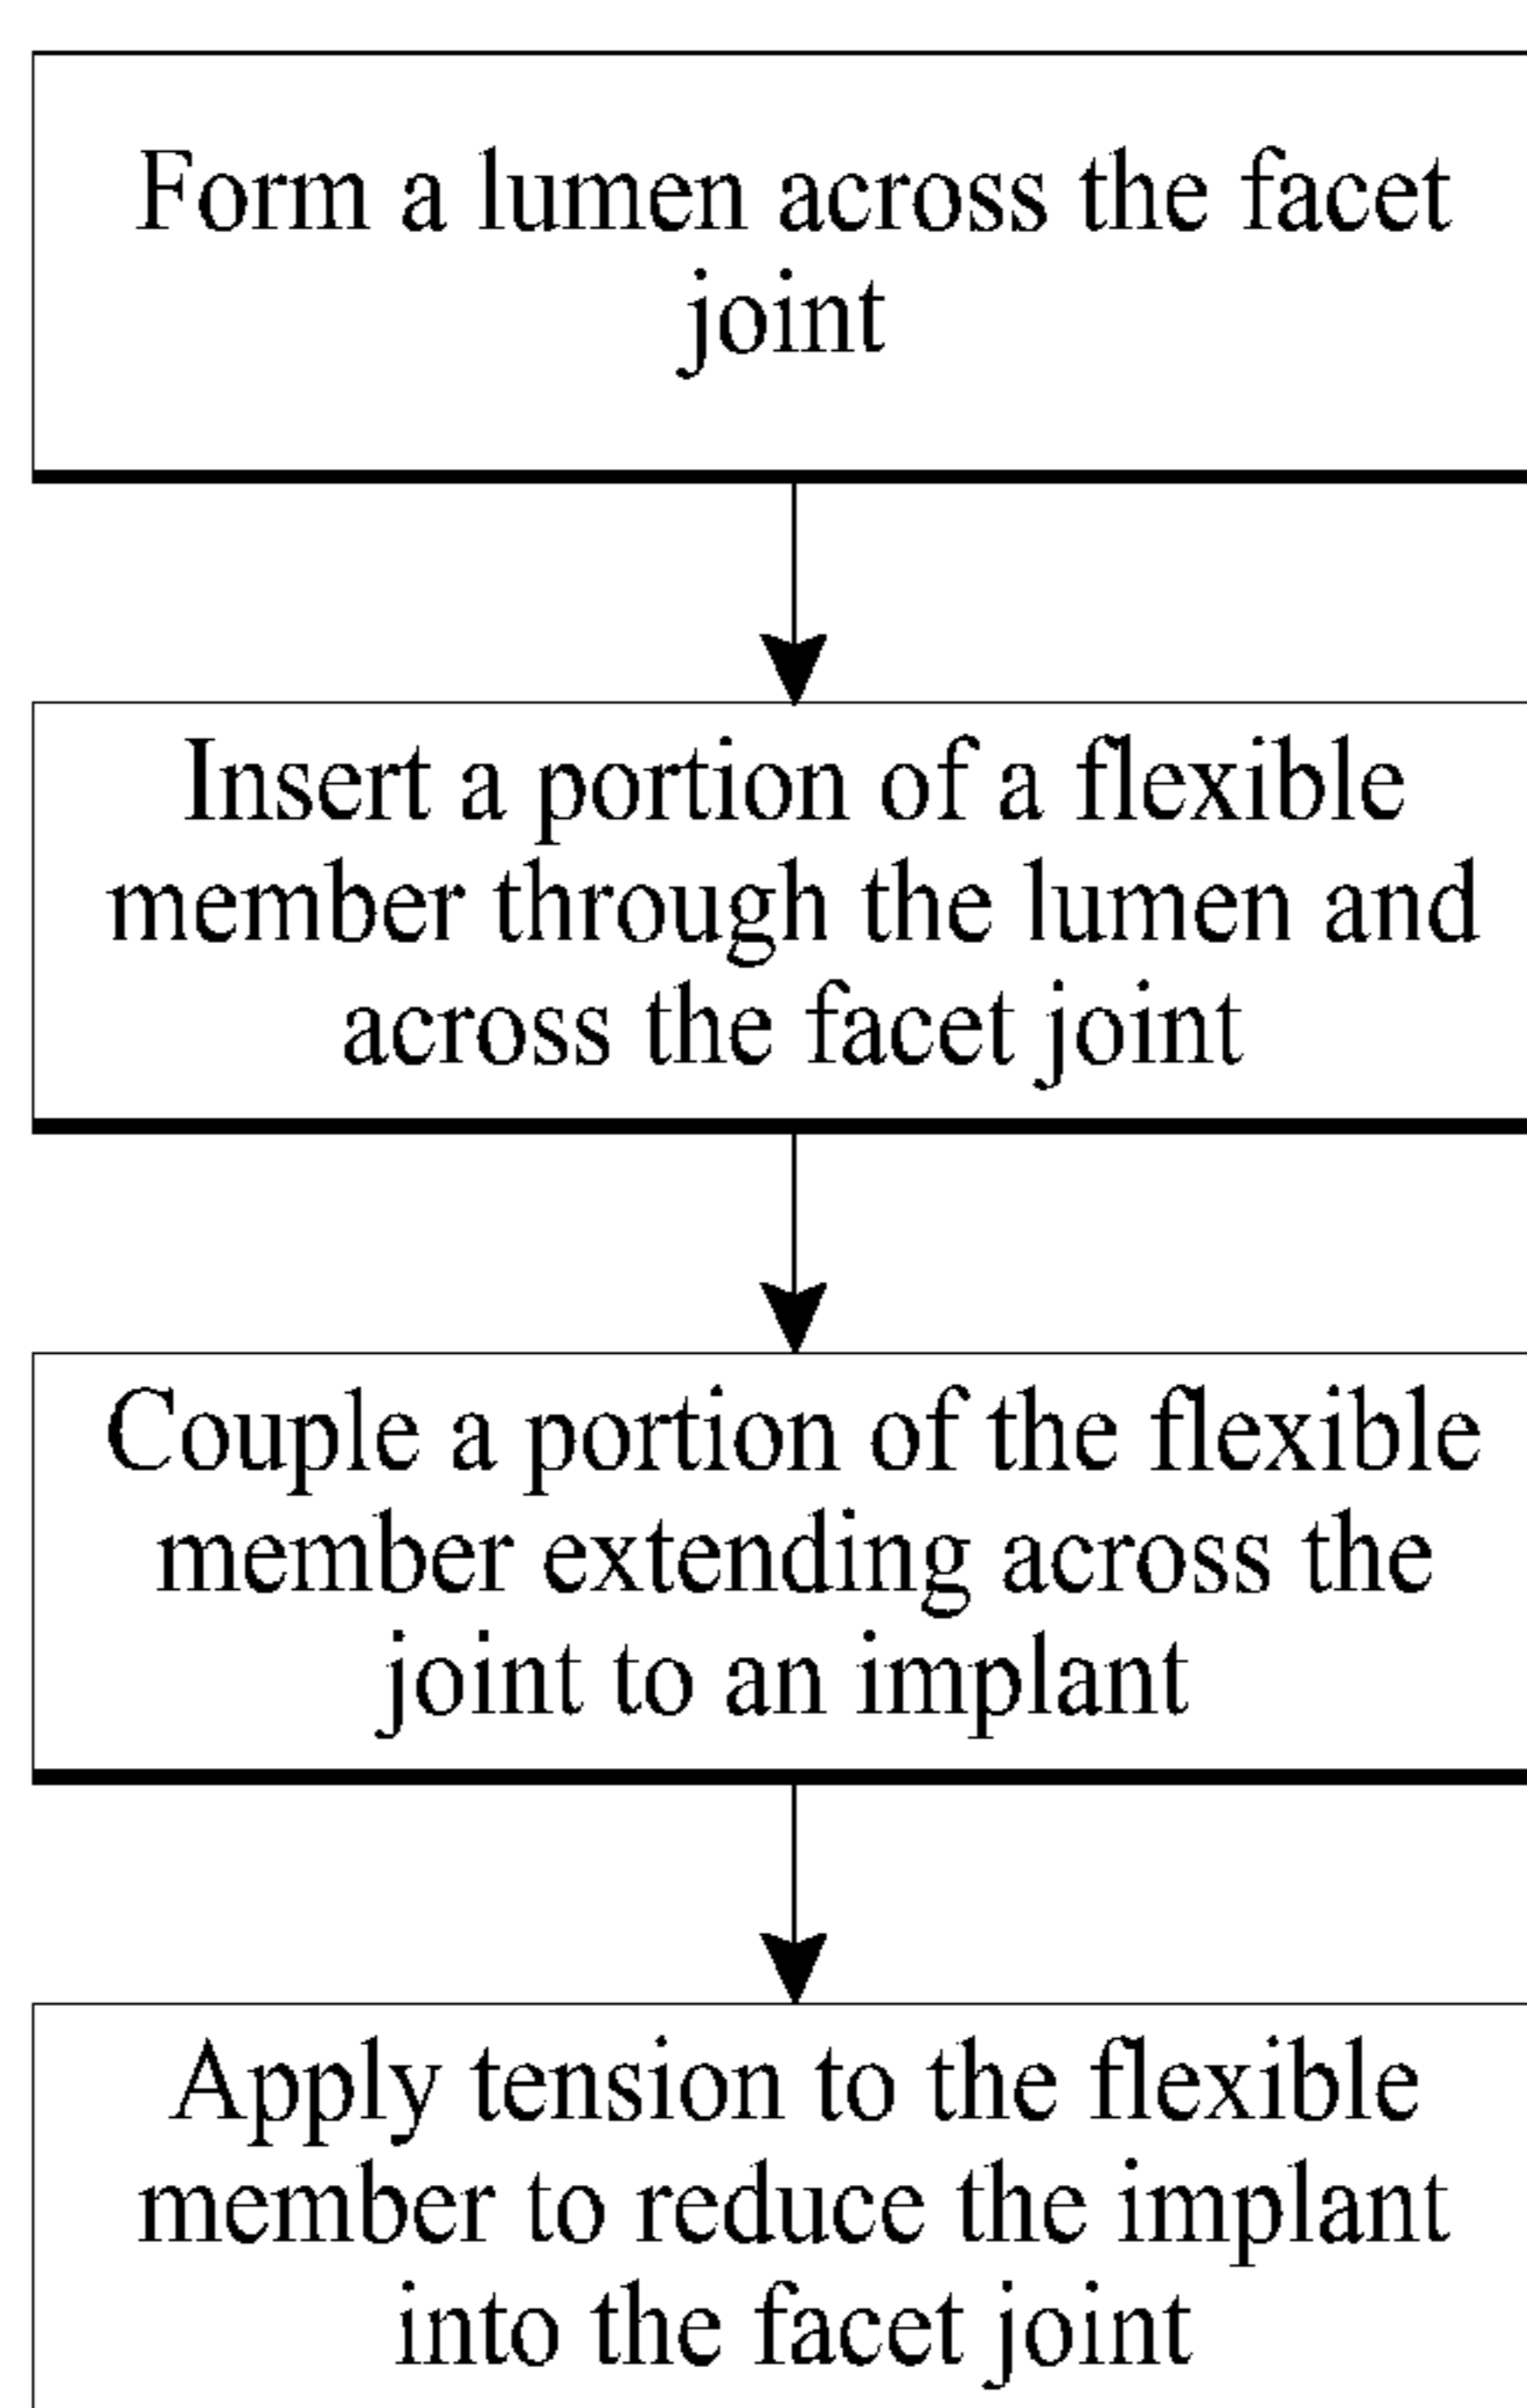 Form a lumen across the facet
joint
Insert a portion of a flexible
member through the lumen and
across the facet joint
Couple a portion of the flexible
member extending across the
joint to an implant
Apply tension to the flexible
member to reduce the implant
into the facet joint